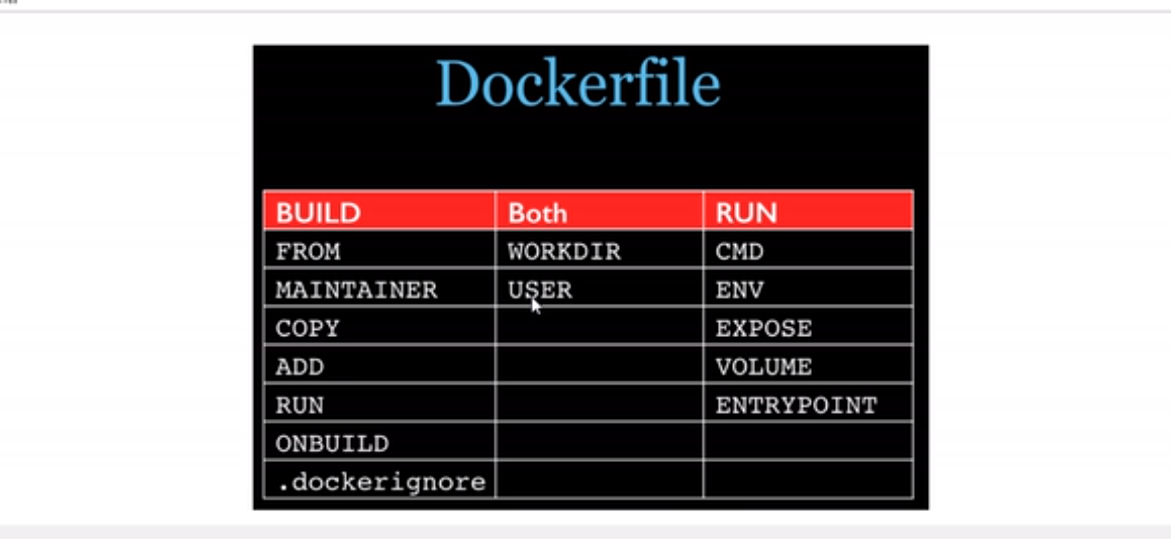 Dockerfile
BUILD Both RUN
FROM WORKDIR CMD
MAINTAINER USER ENV
COPY EXPOSE
ADD VOLUME
RUN ENTRYPOINT
ONBUILD
.dockerignore